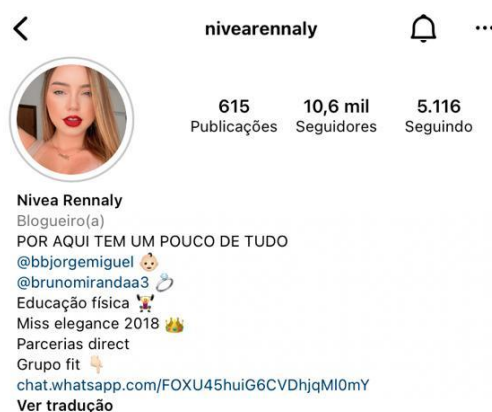 nivearennaly
615 10,6 mil 5.116
Publicações Seguidores Seguindo
Nivea Rennaly
Blogueiro(a)
POR AQUI TEM UM POUCO DE TUDO
@bbjorgemiguel 👶🏻
@brunomirandaa3 💍
Educação física 🏋🏻‍♀️
Miss elegance 2018 👑
Parcerias direct
Grupo fit 👇🏻
chat.whatsapp.com/FOXU45huiG6CVDhjqMI0mY
Ver tradução